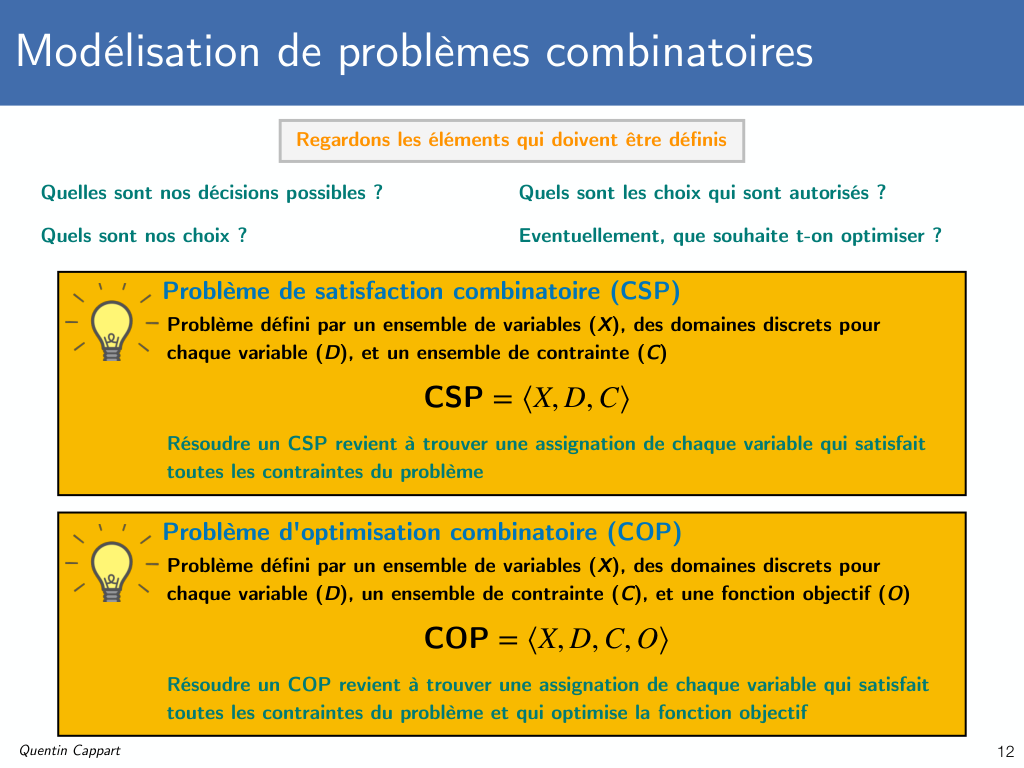 Modélisation de problèmes combinatoires
Regardons les éléments qui doivent être définis
Quelles sont nos décisions possibles ?
Quels sont les choix qui sont autorisés ?
Quels sont nos choix ?
Eventuellement, que souhaite t-on optimiser ?
Problème de satisfaction combinatoire (CSP)
Problème défini par un ensemble de variables (X), des domaines discrets pour
chaque variable (D), et un ensemble de contrainte (C)
CSP = ⟨X, D, C⟩
Résoudre un CSP revient à trouver une assignation de chaque variable qui satisfait
toutes les contraintes du problème
Problème d'optimisation combinatoire (COP)
Problème défini par un ensemble de variables (X), des domaines discrets pour
chaque variable (D), un ensemble de contrainte (C), et une fonction objectif (O)
COP = ⟨X, D, C, O⟩
Résoudre un COP revient à trouver une assignation de chaque variable qui satisfait
toutes les contraintes du problème et qui optimise la fonction objectif
Quentin Cappart
12